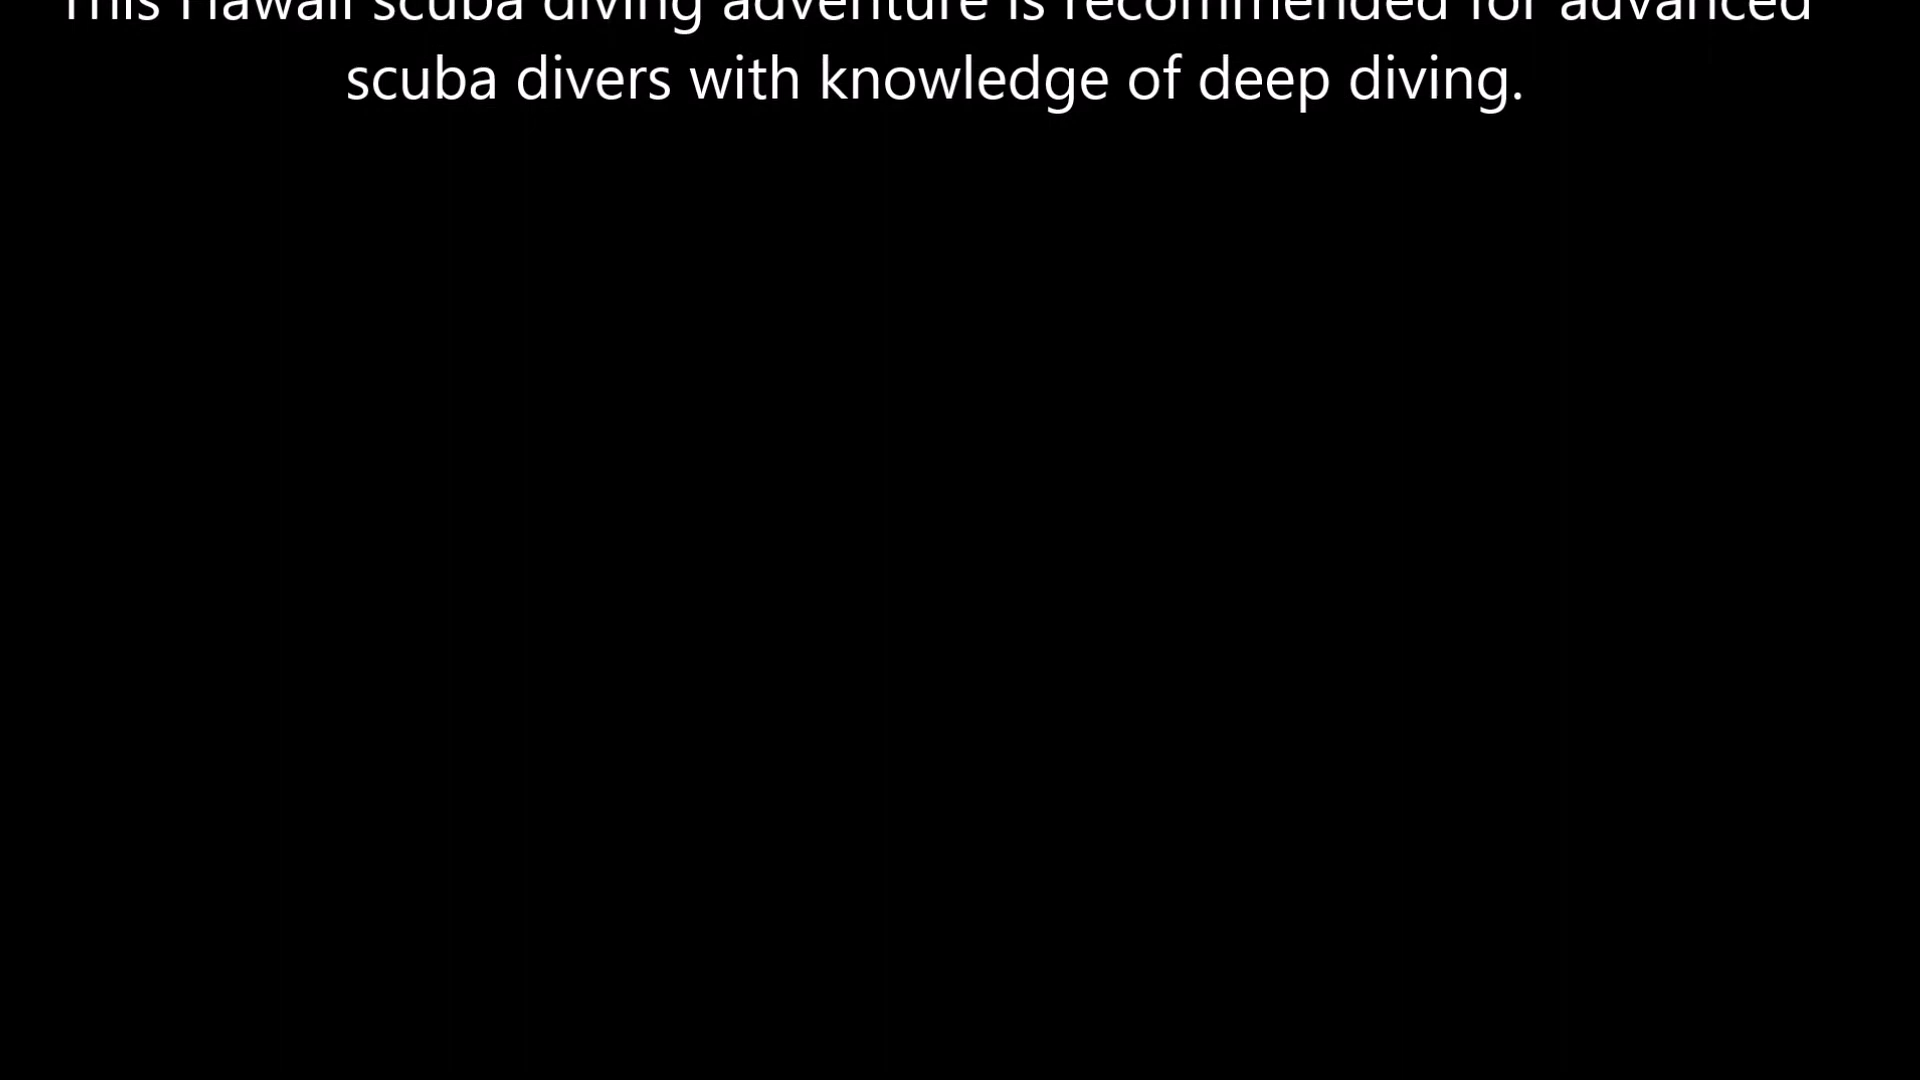 This Hawaii scuba diving adventure is recommended for advanced
scuba divers with knowledge of deep diving.